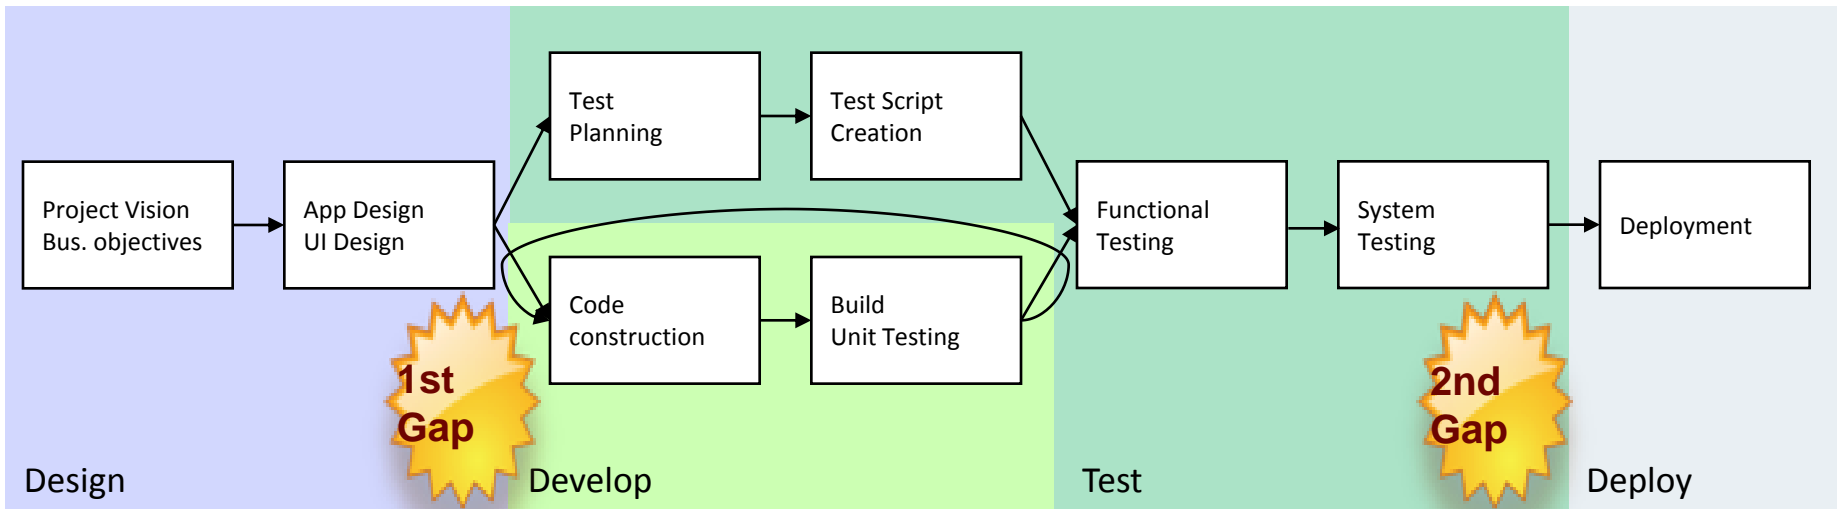 Test
Planning
Test Script
Creation
Project Vision
Bus. objectives
App Design
UI Design
Functional
Testing
System
Testing
Deployment
Code
construction
Build
Unit Testing
1st
Gap
2nd
Gap
Design
Develop
Test
Deploy